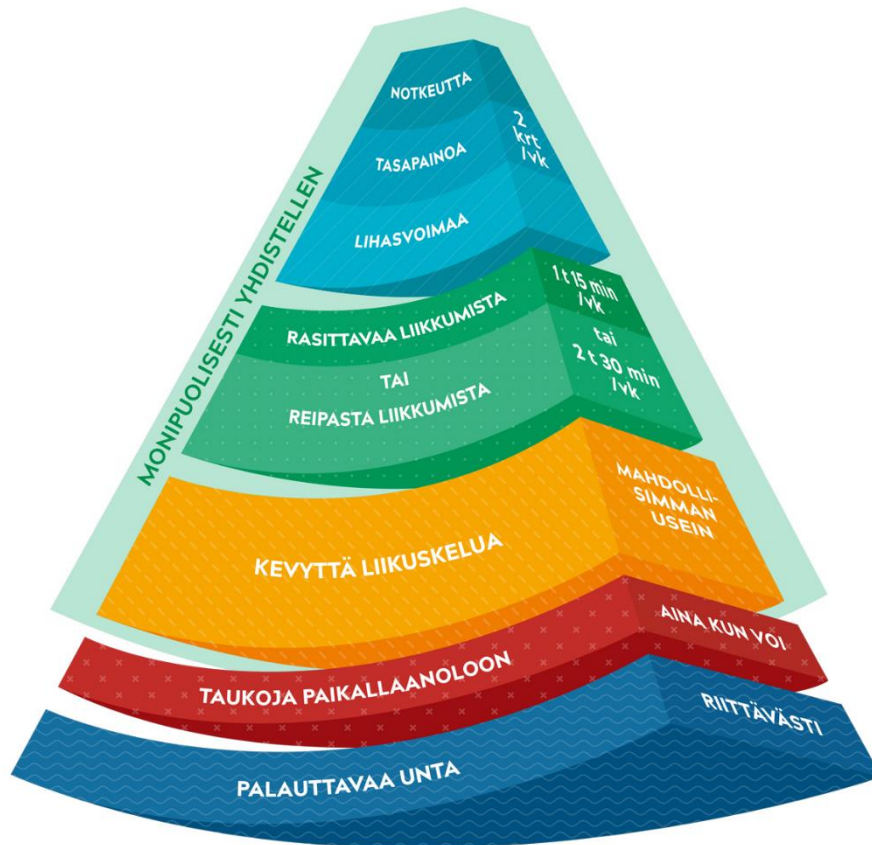 MONIPUOLISESTI YHDISTELLEN
NOTKEUTTA
TASAPAINOA
LIHASVOIMAA
2
krt
/vk
RASITTAVAA LIIKKUMISTA
TAI
REIPASTA LIIKKUMISTA
1 t 15 min
/vk
tai
2 t 30 min
/vk
KEVYTTÄ LIIKUSKELUA
MAHDOLLI-
SIMMAN
USEIN
TAUKOJA PAIKALLAANOLOON
AINA KUN VOI
PALAUTTAVAA UNTA
RIITTÄVÄSTI